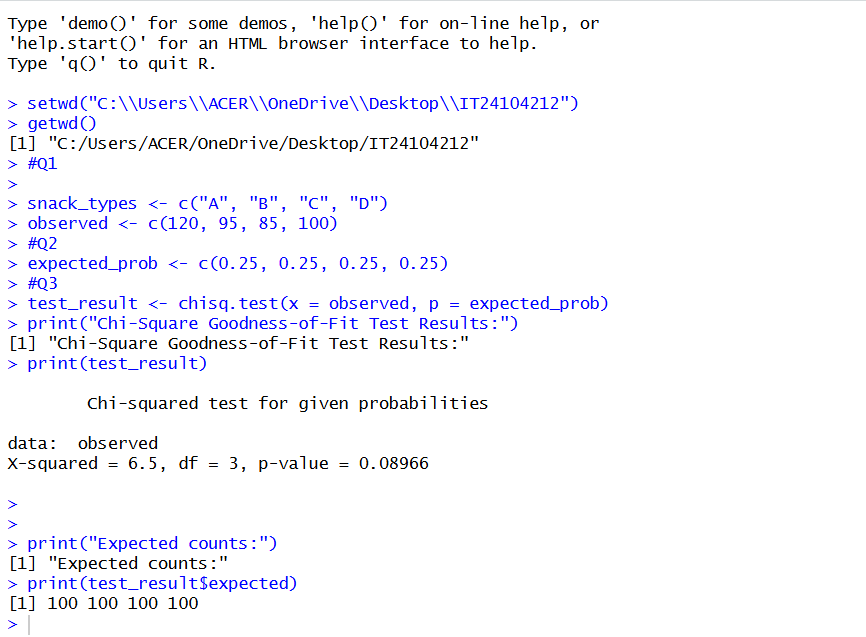 Type 'demo()' for some demos, 'help()' for on-line help, or
'help.start()' for an HTML browser interface to help.
Type 'q()' to quit R.
> setwd("C:\\Users\\ACER\\OneDrive\\Desktop\\IT24104212")
> getwd()
[1] "C:/Users/ACER/OneDrive/Desktop/IT24104212"
> #Q1
>
> snack_types <- c("A", "B", "C", "D")
> observed <- c(120, 95, 85, 100)
> #Q2
> expected_prob <- c(0.25, 0.25, 0.25, 0.25)
> #Q3
> test_result <- chisq.test(x = observed, p = expected_prob)
> print("Chi-Square Goodness-of-Fit Test Results:")
[1] "Chi-Square Goodness-of-Fit Test Results:"
> print(test_result)
Chi-squared test for given probabilities
data:  observed
X-squared = 6.5, df = 3, p-value = 0.08966
>
>
> print("Expected counts:")
[1] "Expected counts:"
> print(test_result$expected)
[1] 100 100 100 100
>